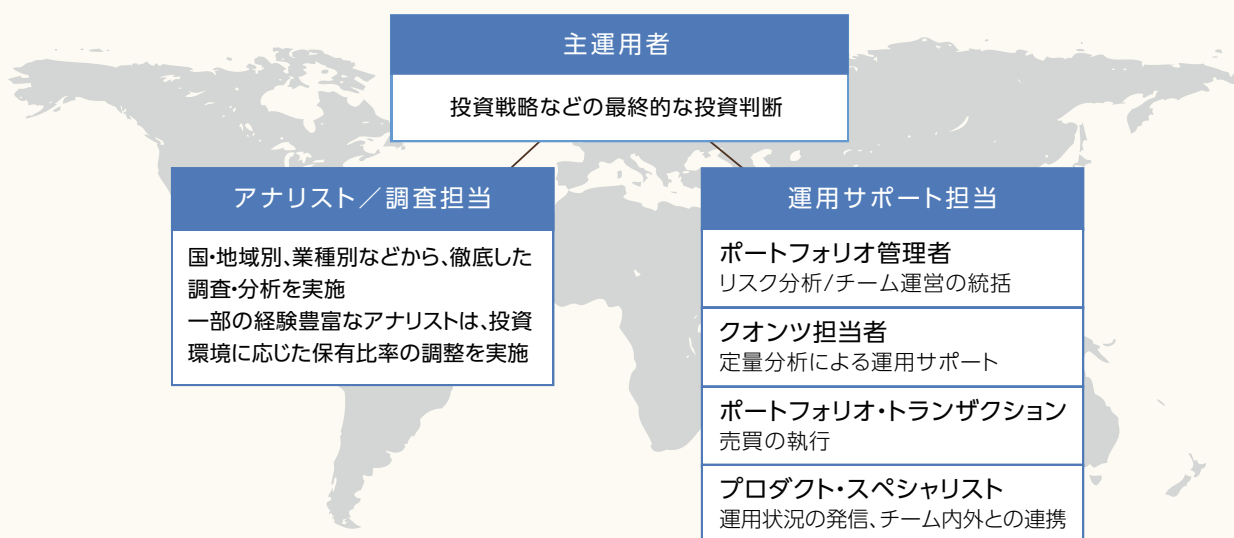 主運用者
投資戦略などの最終的な投資判断
アナリスト／調査担当
国・地域別、業種別などから、徹底した
調査・分析を実施
一部の経験豊富なアナリストは、投資
環境に応じた保有比率の調整を実施
運用サポート担当
ポートフォリオ管理者
リスク分析/チーム運営の統括
クオンツ担当者
定量分析による運用サポート
ポートフォリオ・トランザクション
売買の執行
プロダクト・スペシャリスト
運用状況の発信、チーム内外との連携